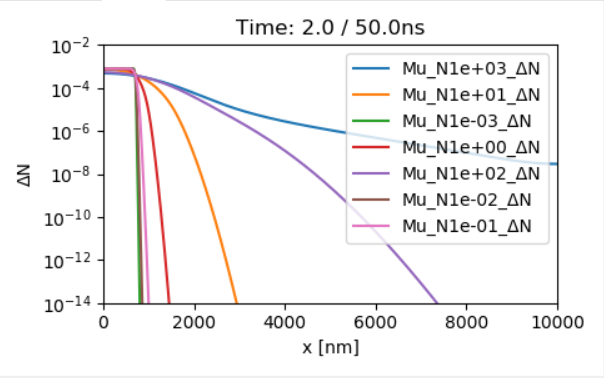 Time: 2.0 / 50.0ns
10⁻²
10⁻⁴
10⁻⁶
10⁻⁸
10⁻¹⁰
10⁻¹²
10⁻¹⁴
ΔN
Mu_N1e+03_ΔN
Mu_N1e+01_ΔN
Mu_N1e-03_ΔN
Mu_N1e+00_ΔN
Mu_N1e+02_ΔN
Mu_N1e-02_ΔN
Mu_N1e-01_ΔN
0 2000 4000 6000 8000 10000
x [nm]